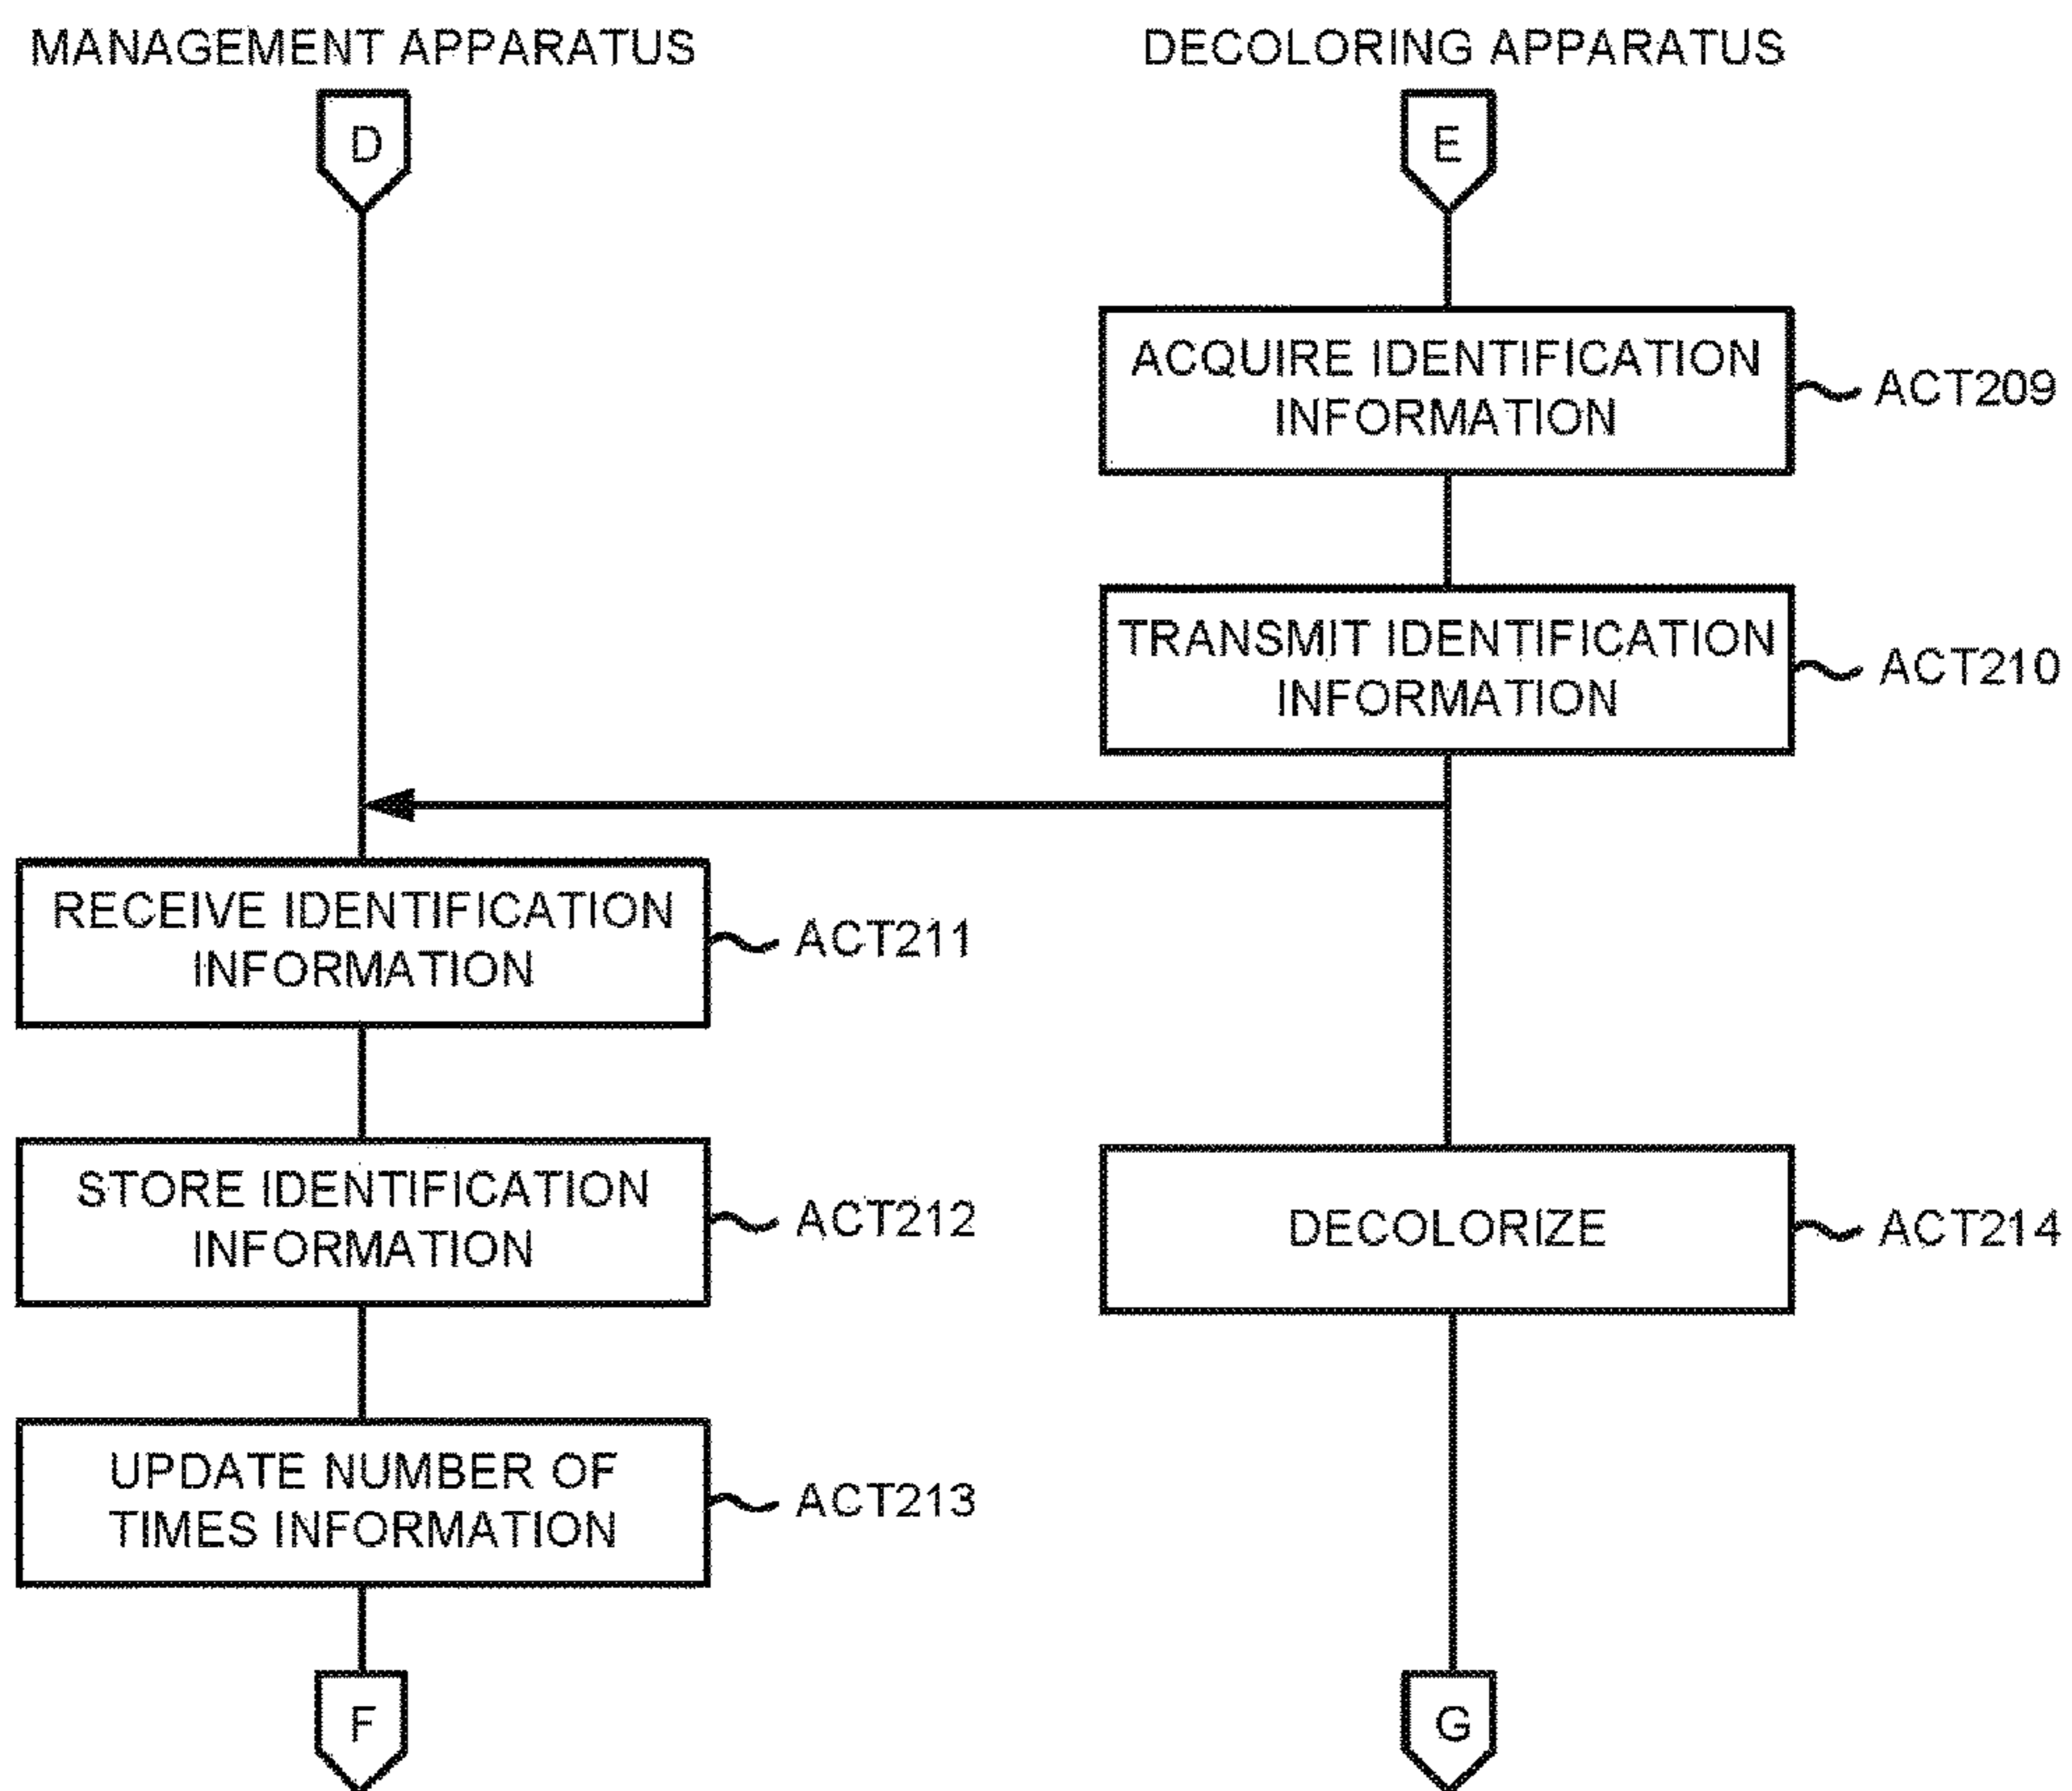 MANAGEMENT APPARATUS
DECOLORING APPARATUS
D
E
ACQUIRE IDENTIFICATION
INFORMATION
ACT209
TRANSMIT IDENTIFICATION
INFORMATION
ACT210
RECEIVE IDENTIFICATION
INFORMATION
ACT211
STORE IDENTIFICATION
INFORMATION
ACT212
DECOLORIZE
ACT214
UPDATE NUMBER OF
TIMES INFORMATION
ACT213
F
G